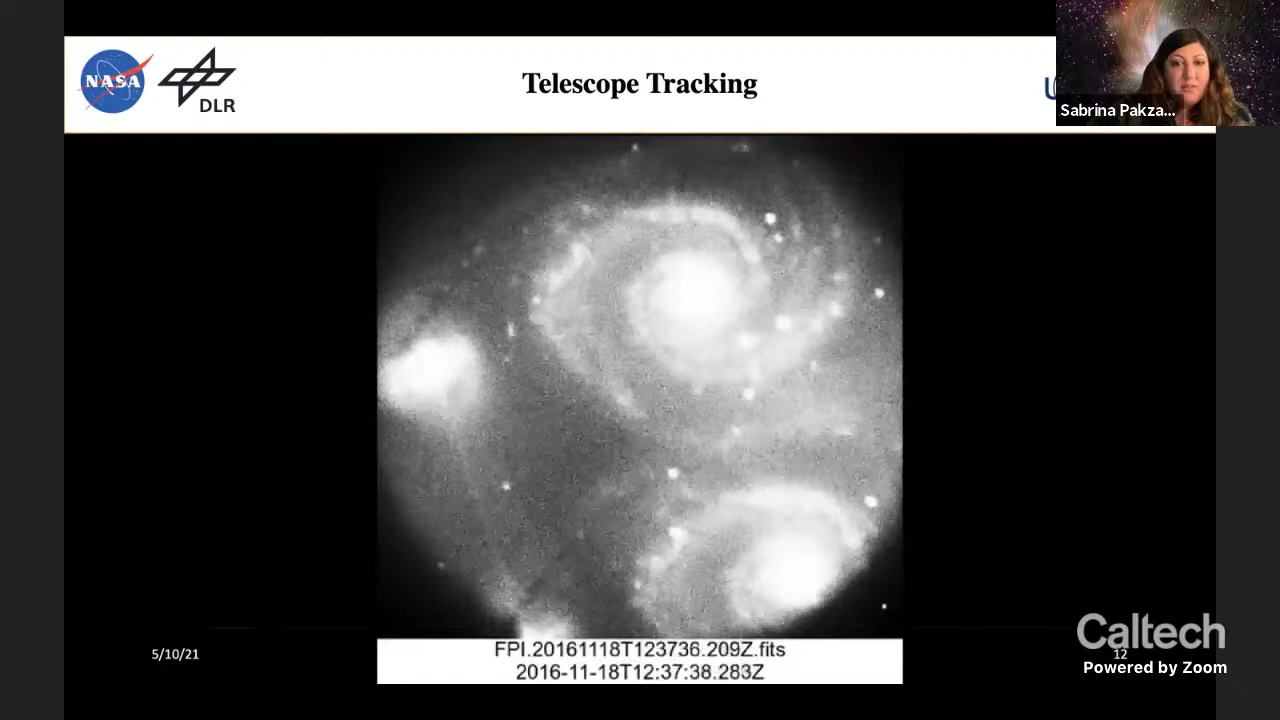 NASA
DLR
Telescope Tracking
Sabrina Pakza...
FPI.20161118T123736.209Z.fits
2016-11-18T12:37:38.283Z
5/10/21
Caltech
12
Powered by Zoom